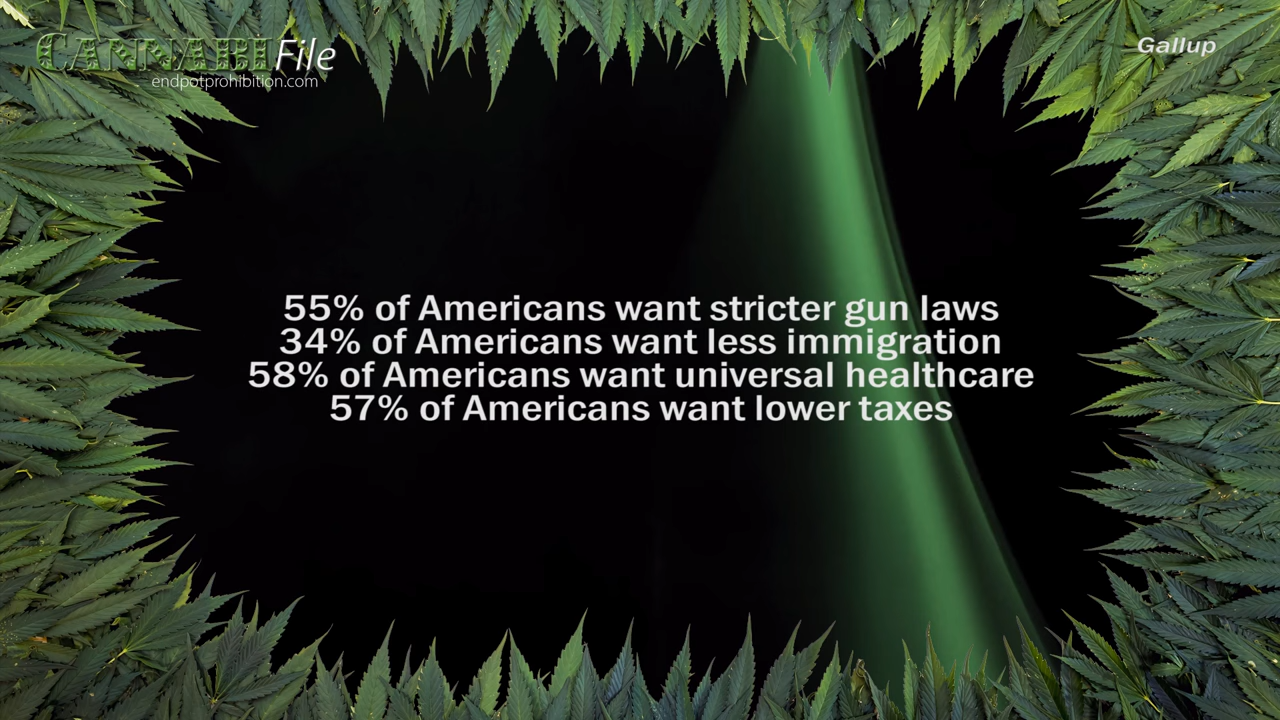 CANNABIFile
endpotprohibition.com
Gallup
55% of Americans want stricter gun laws
34% of Americans want less immigration
58% of Americans want universal healthcare
57% of Americans want lower taxes